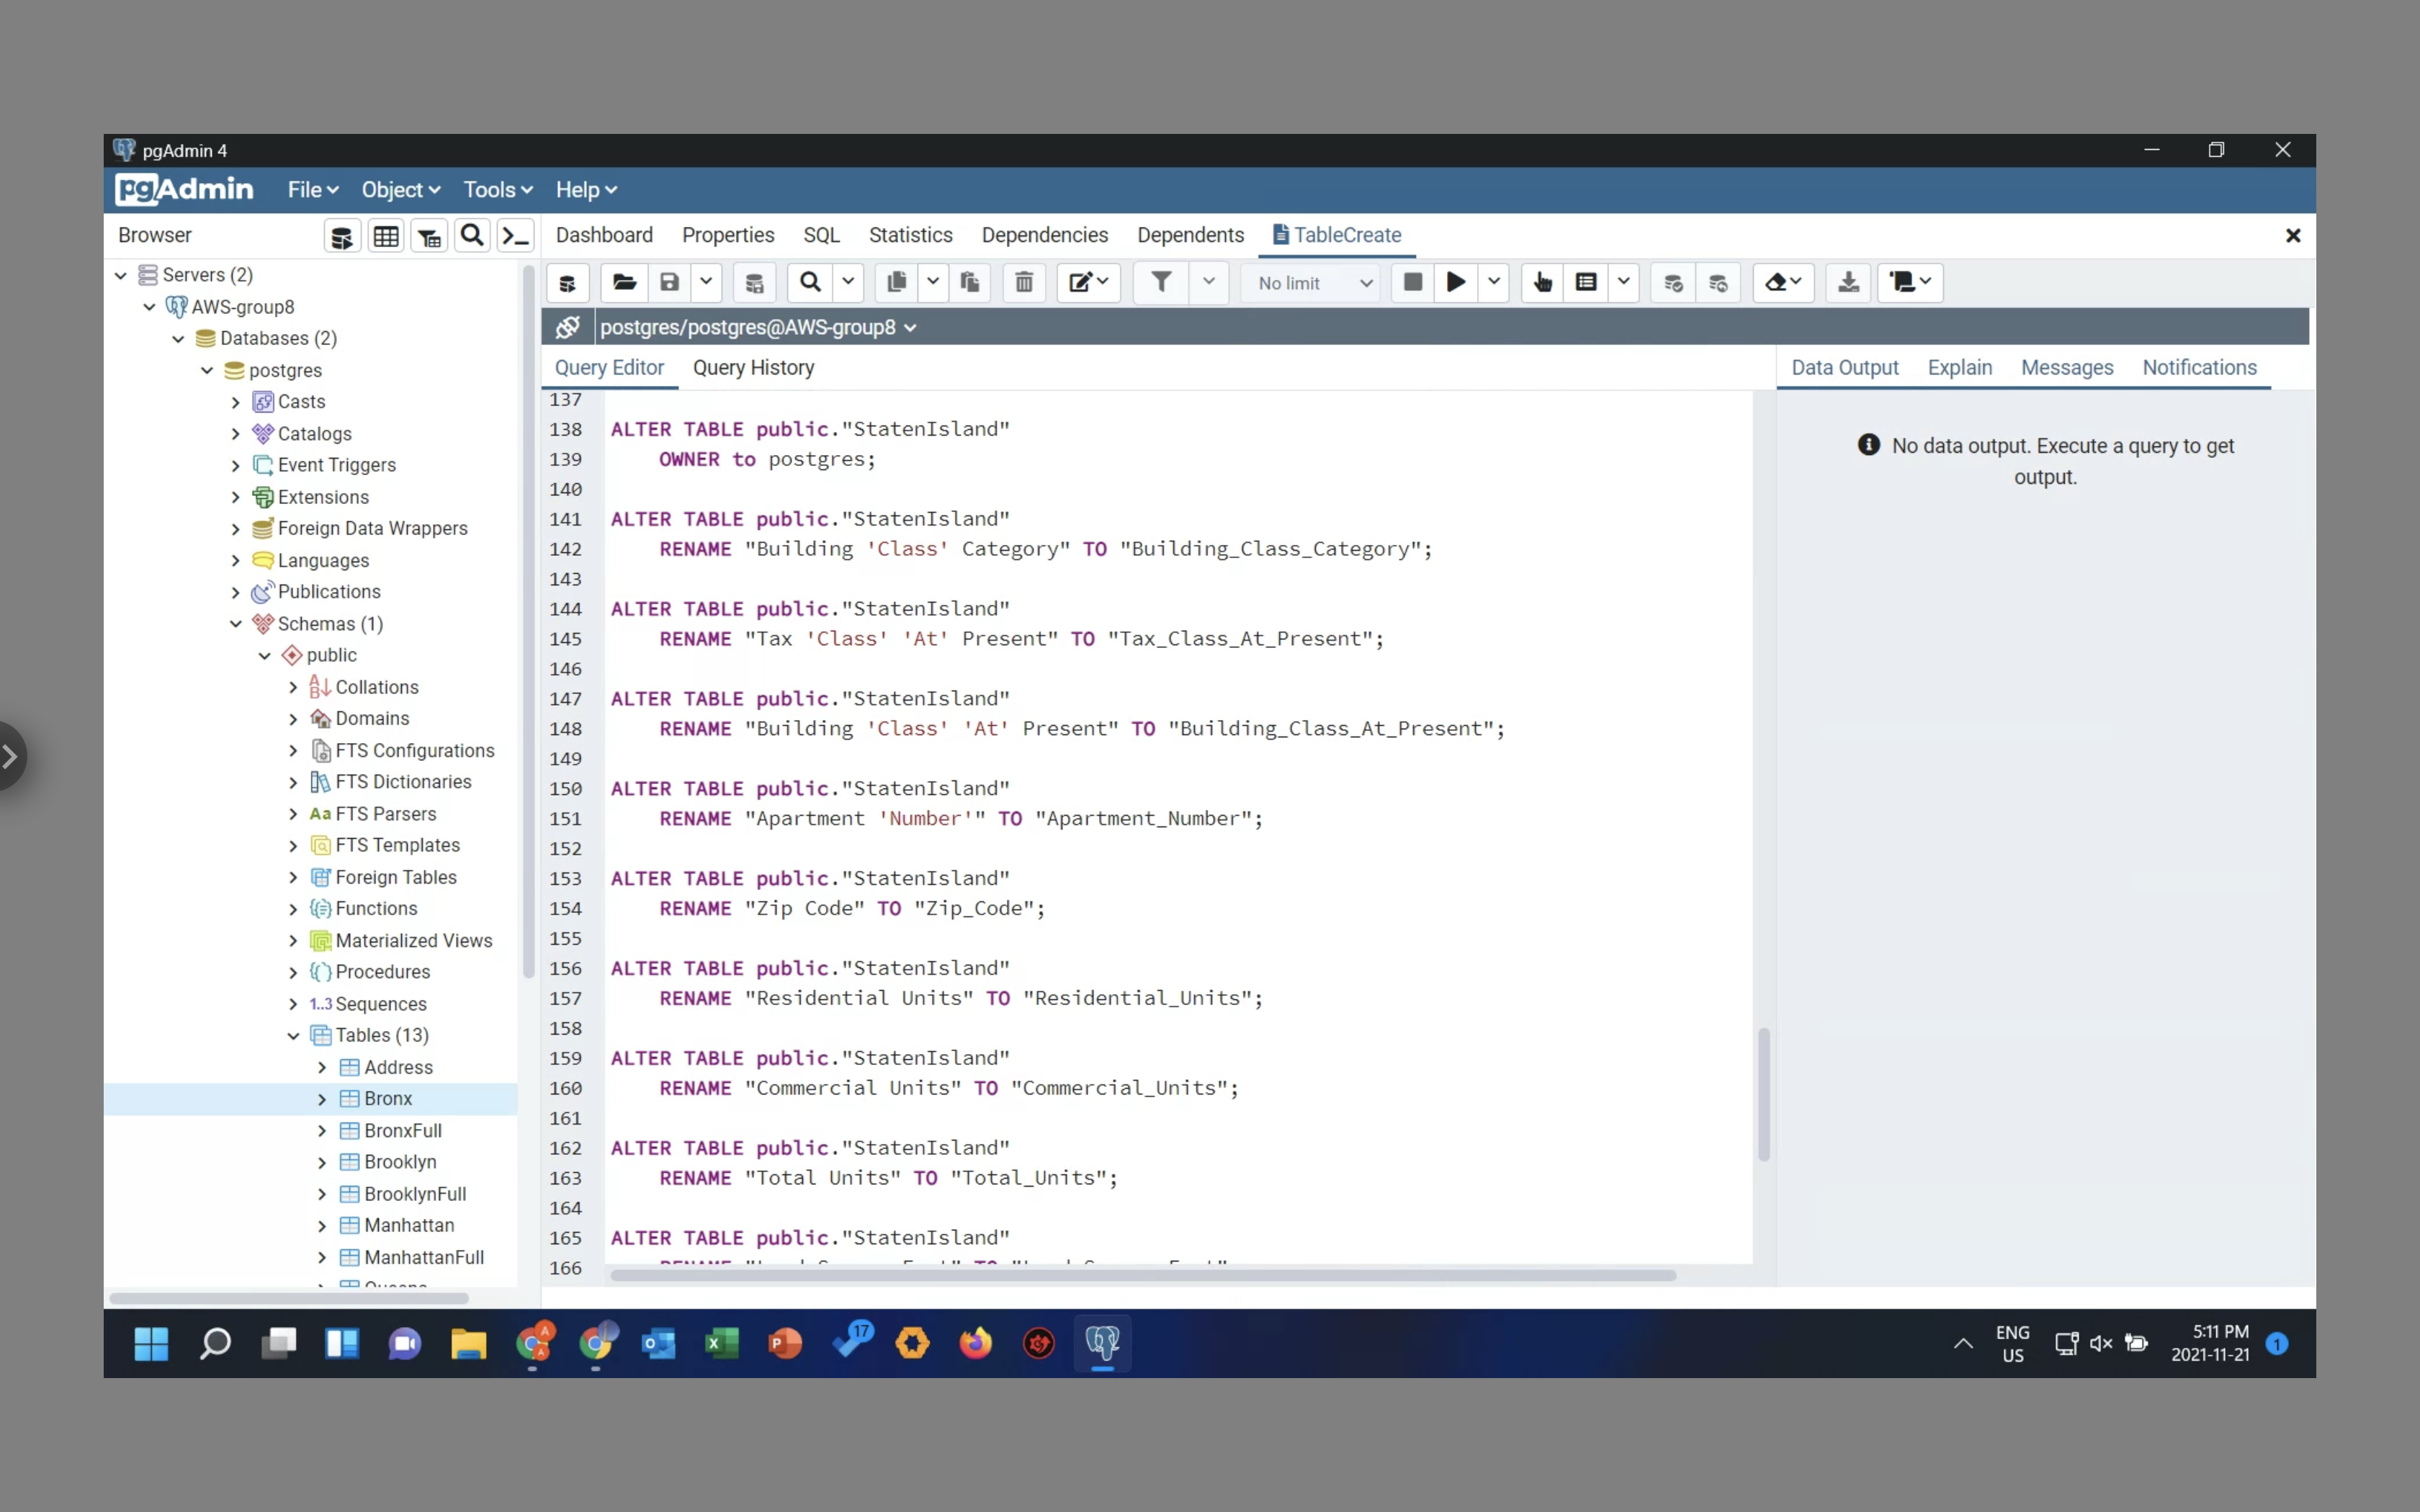 pgAdmin 4
pgAdmin File Object Tools Help
Browser
Dashboard Properties SQL Statistics Dependencies Dependents TableCreate
Servers (2)
AWS-group8
Databases (2)
postgres
Casts
Catalogs
Event Triggers
Extensions
Foreign Data Wrappers
Languages
Publications
Schemas (1)
public
Collations
Domains
FTS Configurations
FTS Dictionaries
Aa FTS Parsers
FTS Templates
Foreign Tables
Functions
Materialized Views
Procedures
1..3 Sequences
Tables (13)
Address
Bronx
BronxFull
Brooklyn
BrooklynFull
Manhattan
ManhattanFull
No limit
postgres/postgres@AWS-group8
Query Editor Query History
137
138 ALTER TABLE public."StatenIsland"
139 OWNER to postgres;
140
141 ALTER TABLE public."StatenIsland"
142 RENAME "Building 'Class' Category" TO "Building_Class_Category";
143
144 ALTER TABLE public."StatenIsland"
145 RENAME "Tax 'Class' 'At' Present" TO "Tax_Class_At_Present";
146
147 ALTER TABLE public."StatenIsland"
148 RENAME "Building 'Class' 'At' Present" TO "Building_Class_At_Present";
149
150 ALTER TABLE public."StatenIsland"
151 RENAME "Apartment 'Number'" TO "Apartment_Number";
152
153 ALTER TABLE public."StatenIsland"
154 RENAME "Zip Code" TO "Zip_Code";
155
156 ALTER TABLE public."StatenIsland"
157 RENAME "Residential Units" TO "Residential_Units";
158
159 ALTER TABLE public."StatenIsland"
160 RENAME "Commercial Units" TO "Commercial_Units";
161
162 ALTER TABLE public."StatenIsland"
163 RENAME "Total Units" TO "Total_Units";
164
165 ALTER TABLE public."StatenIsland"
166
Data Output Explain Messages Notifications
No data output. Execute a query to get
output.
17
ENG
US
5:11 PM
2021-11-21
1